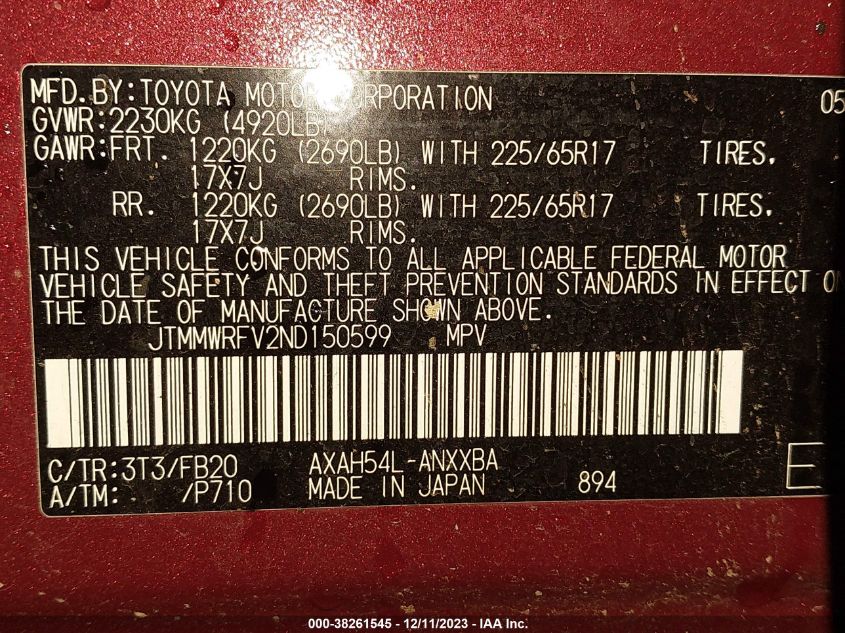 MFD.BY:TOYOTA MOTOR CORPORATION 05
GVWR:2230KG (4920LB)
GAWR:FRT. 1220KG (2690LB) WITH 225/65R17 TIRES.
17X7J RIMS.
RR. 1220KG (2690LB) WITH 225/65R17 TIRES.
17X7J RIMS.
THIS VEHICLE CONFORMS TO ALL APPLICABLE FEDERAL MOTOR
VEHICLE SAFETY AND THEFT PREVENTION STANDARDS IN EFFECT ON
THE DATE OF MANUFACTURE SHOWN ABOVE.
JTMMWRFV2ND150599 MPV
C/TR:3T3/FB20 AXAH54L-ANXXBA
A/TM: /P710 MADE IN JAPAN 894 E
000-38261545 - 12/11/2023 - IAA Inc.